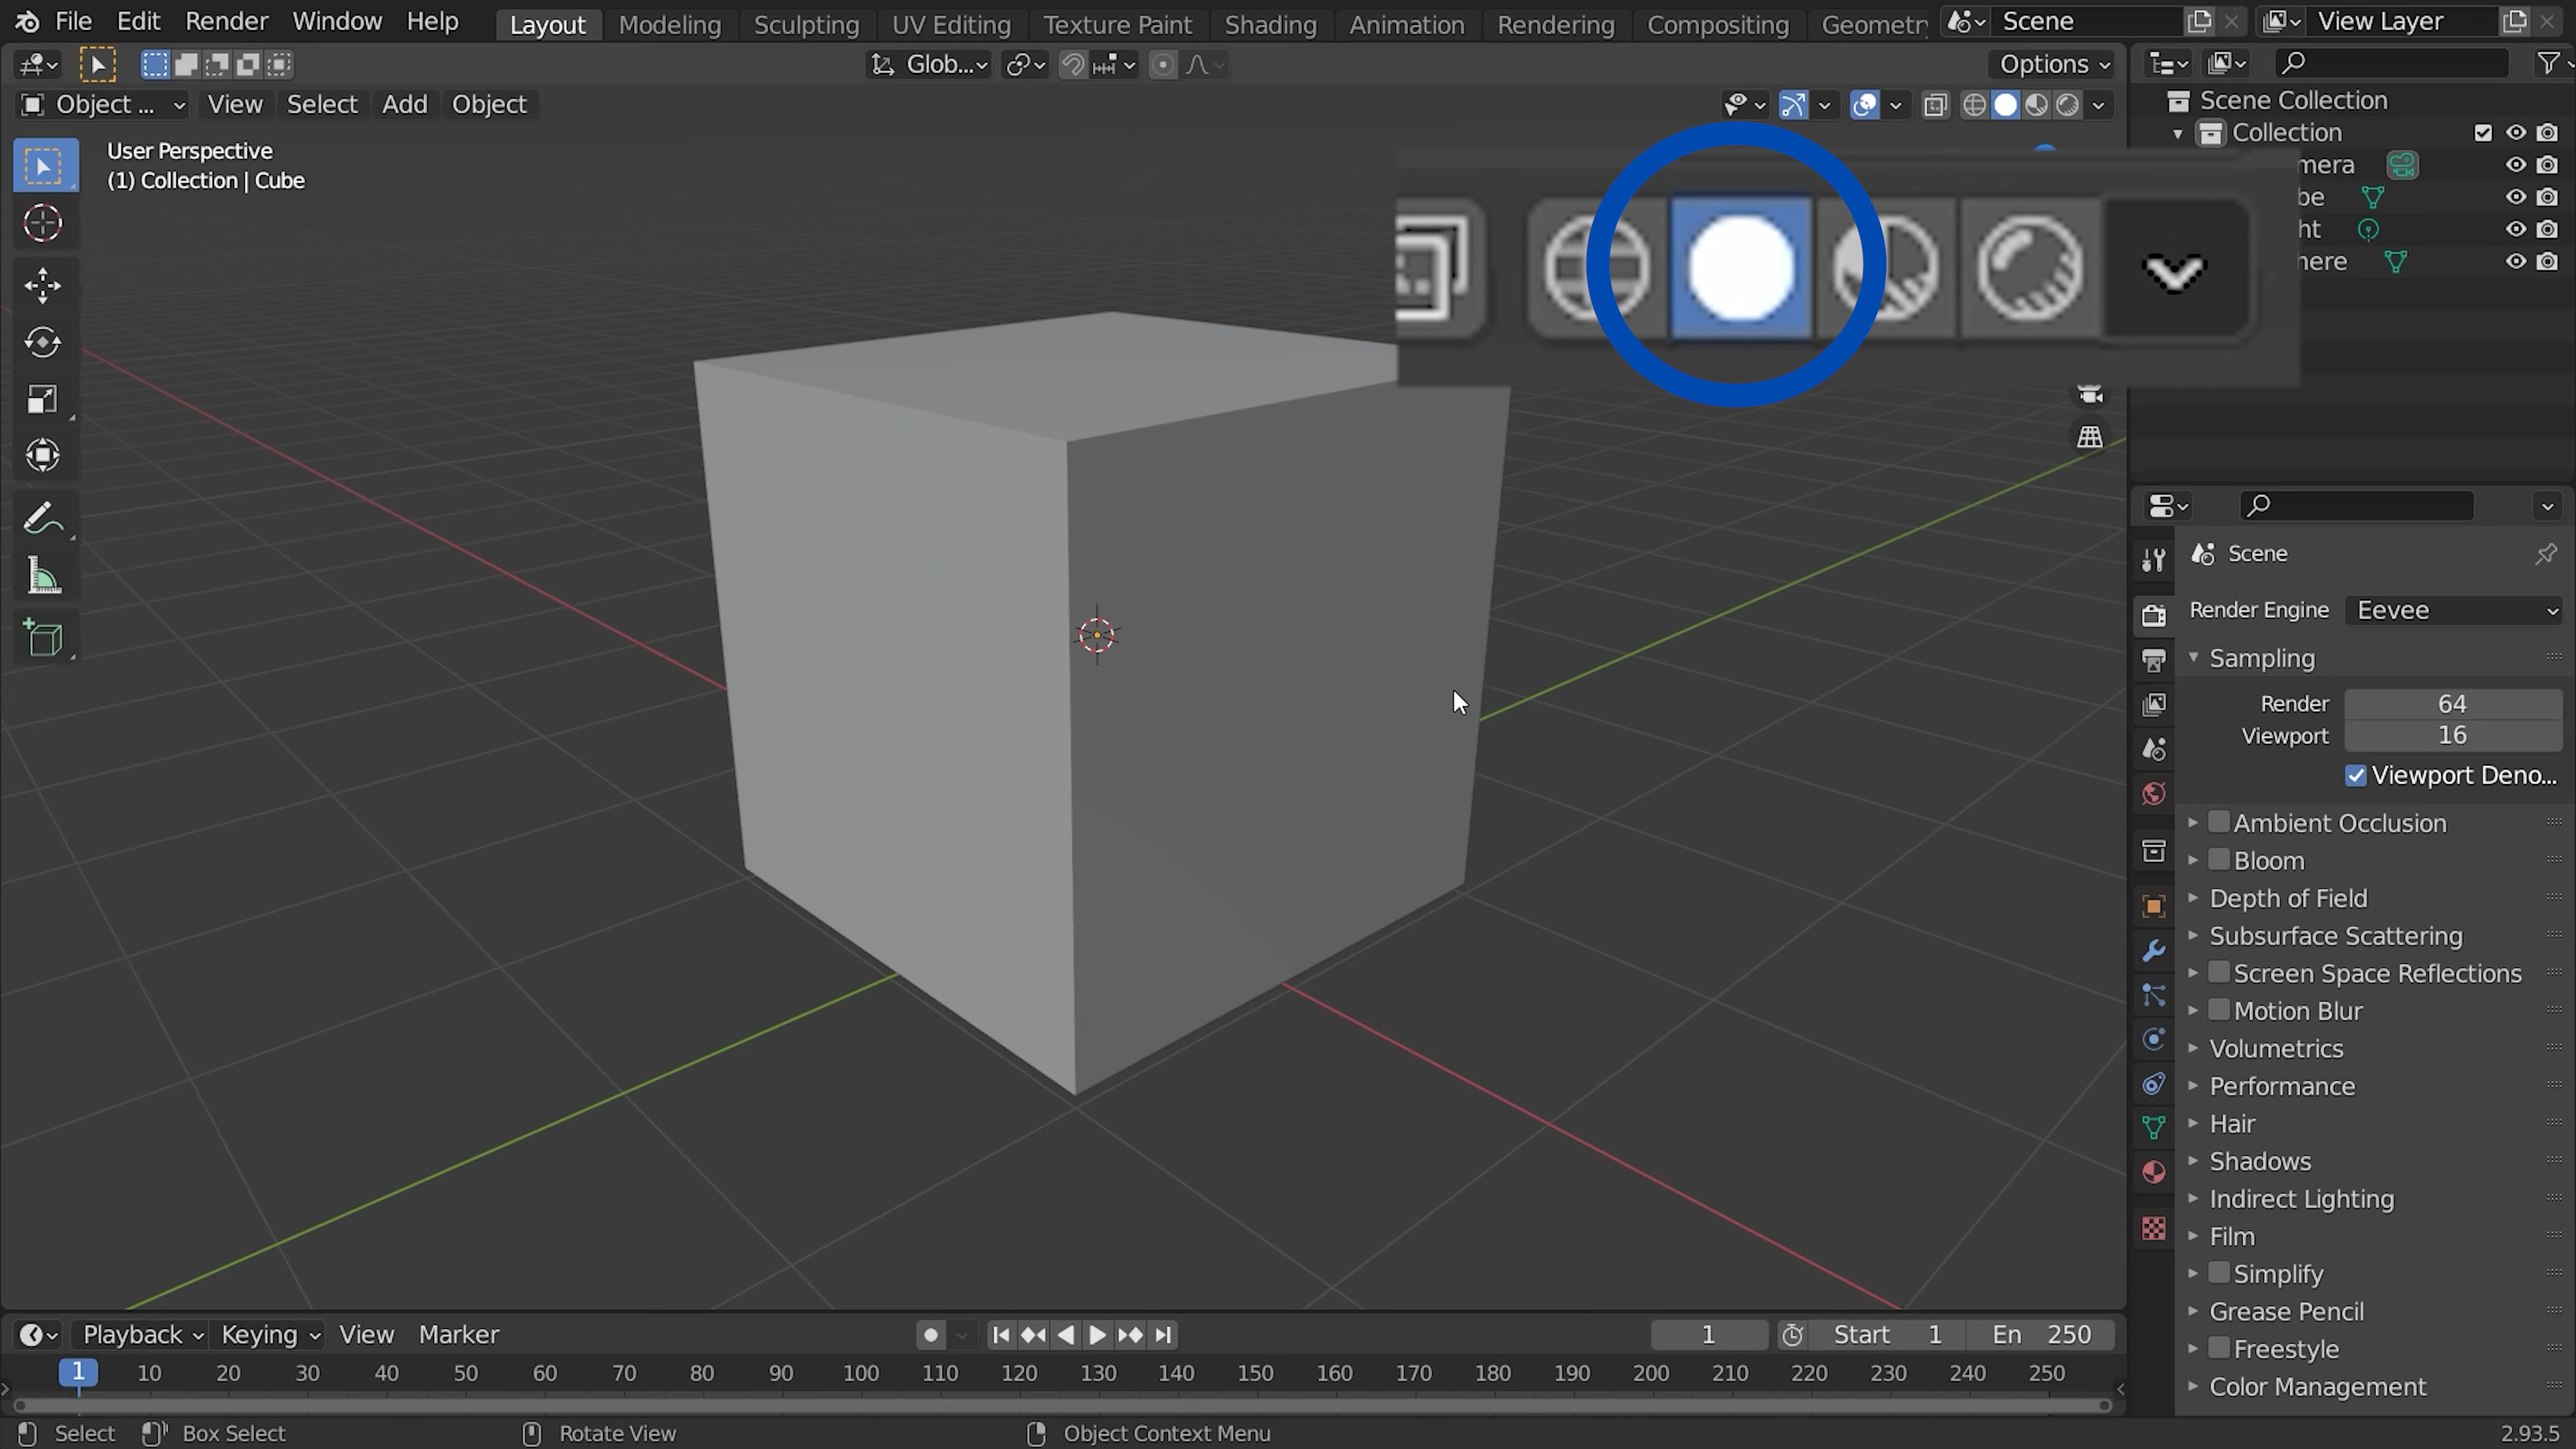 File Edit Render Window Help Layout Modeling Sculpting UV Editing Texture Paint Shading Animation Rendering Compositing Geometr Scene View Layer
Glob... Options
Object ... View Select Add Object
User Perspective
(1) Collection | Cube
Scene Collection
Collection
mera
be
ht
here
Scene
Render Engine Eevee
Sampling
Render 64
Viewport 16
Viewport Deno...
Ambient Occlusion
Bloom
Depth of Field
Subsurface Scattering
Screen Space Reflections
Motion Blur
Volumetrics
Performance
Hair
Shadows
Indirect Lighting
Film
Simplify
Grease Pencil
Freestyle
Color Management
Playback Keying View Marker 1 Start 1 En 250
1 10 20 30 40 50 60 70 80 90 100 110 120 130 140 150 160 170 180 190 200 210 220 230 240 250
Select Box Select Rotate View Object Context Menu 2.93.5